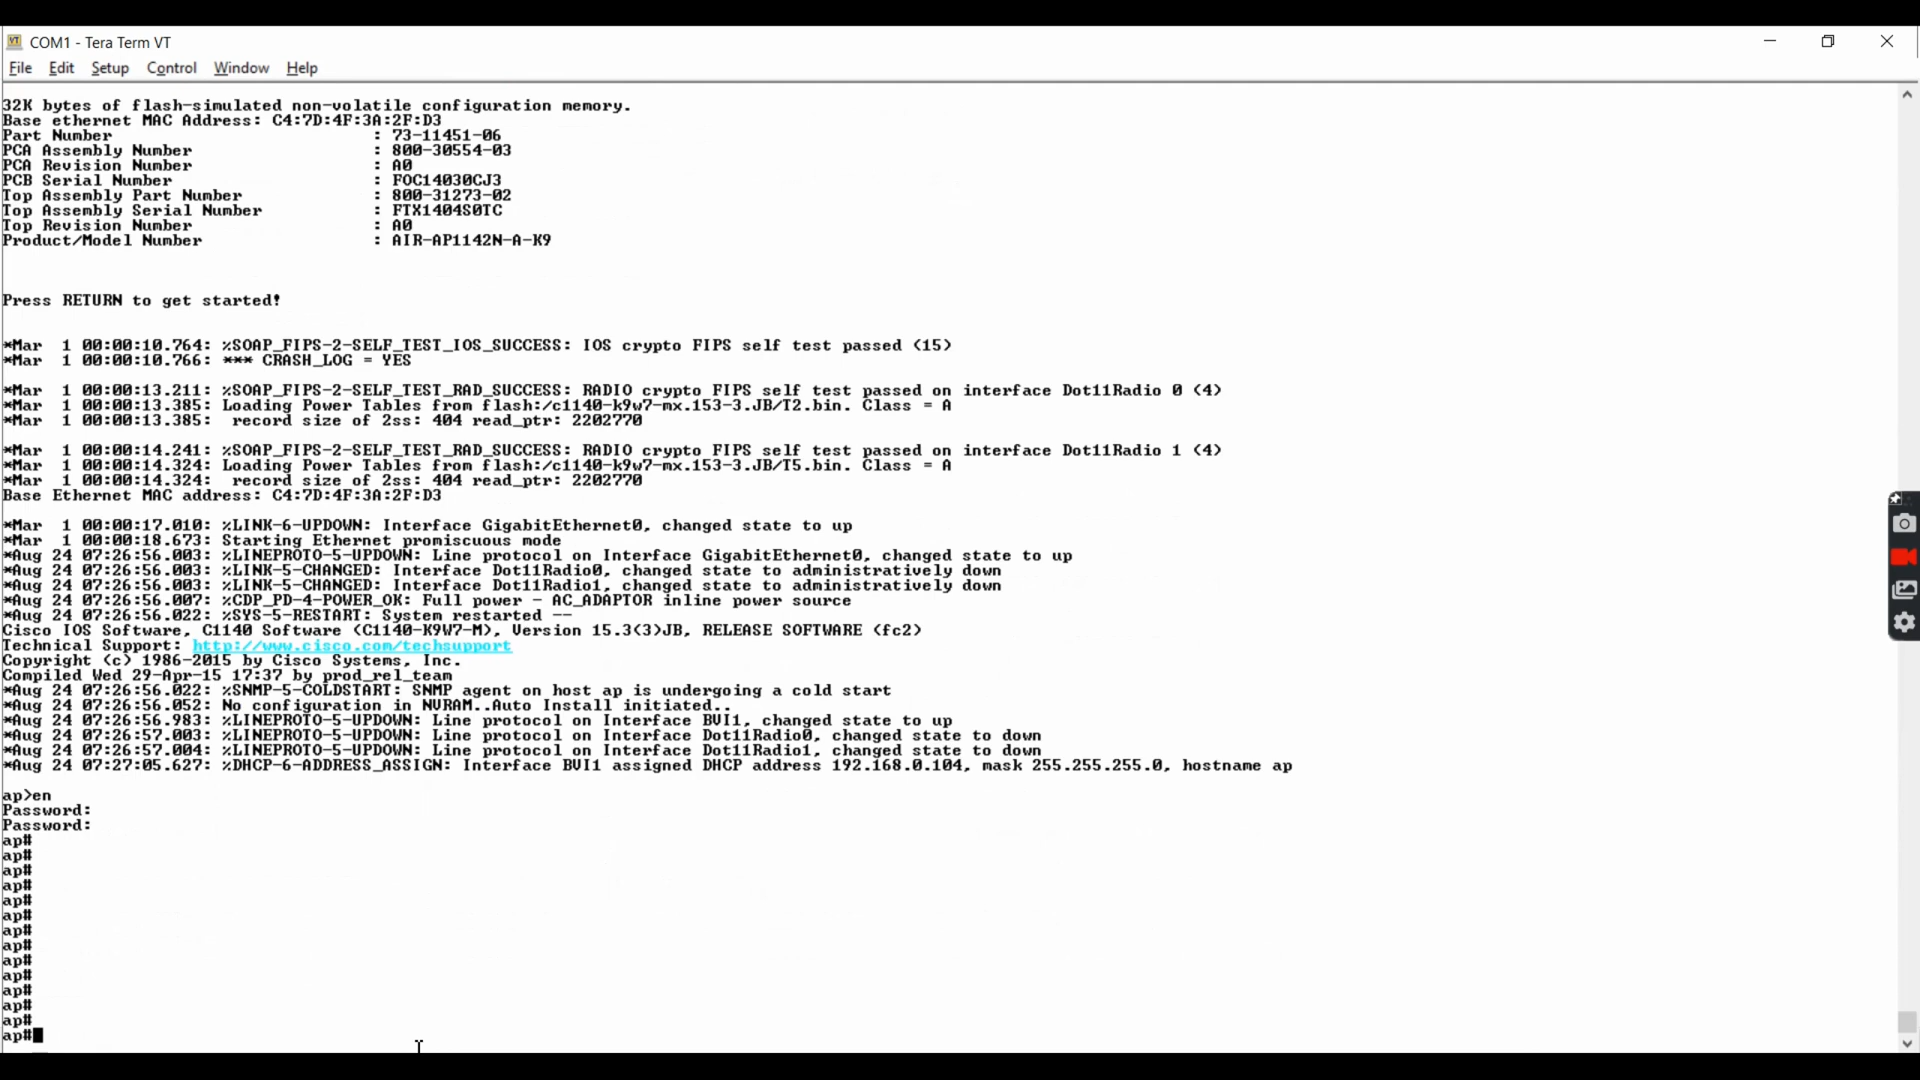 COM1 - Tera Term VT
File Edit Setup Control Window Help
32K bytes of flash-simulated non-volatile configuration memory.
Base ethernet MAC Address: C4:7D:4F:3A:2F:D3
Part Number : 73-11451-06
PCA Assembly Number : 800-30554-03
PCA Revision Number : A0
PCB Serial Number : FOC14030CJ3
Top Assembly Part Number : 800-31273-02
Top Assembly Serial Number : FTX1404S0TC
Top Revision Number : A0
Product/Model Number : AIR-AP1142N-A-K9
Press RETURN to get started!
*Mar 1 00:00:10.764: %SOAP_FIPS-2-SELF_TEST_IOS_SUCCESS: IOS crypto FIPS self test passed (15)
*Mar 1 00:00:10.766: *** CRASH_LOG = YES
*Mar 1 00:00:13.211: %SOAP_FIPS-2-SELF_TEST_RAD_SUCCESS: RADIO crypto FIPS self test passed on interface Dot11Radio 0 (4)
*Mar 1 00:00:13.385: Loading Power Tables from flash:/c1140-k9w7-mx.153-3.JB/T2.bin. Class = A
*Mar 1 00:00:13.385: record size of 2ss: 404 read_ptr: 2202770
*Mar 1 00:00:14.241: %SOAP_FIPS-2-SELF_TEST_RAD_SUCCESS: RADIO crypto FIPS self test passed on interface Dot11Radio 1 (4)
*Mar 1 00:00:14.324: Loading Power Tables from flash:/c1140-k9w7-mx.153-3.JB/T5.bin. Class = A
*Mar 1 00:00:14.324: record size of 2ss: 404 read_ptr: 2202770
Base Ethernet MAC address: C4:7D:4F:3A:2F:D3
*Mar 1 00:00:17.010: %LINK-6-UPDOWN: Interface GigabitEthernet0, changed state to up
*Mar 1 00:00:18.673: Starting Ethernet promiscuous mode
*Aug 24 07:26:56.003: %LINEPROTO-5-UPDOWN: Line protocol on Interface GigabitEthernet0, changed state to up
*Aug 24 07:26:56.003: %LINK-5-CHANGED: Interface Dot11Radio0, changed state to administratively down
*Aug 24 07:26:56.003: %LINK-5-CHANGED: Interface Dot11Radio1, changed state to administratively down
*Aug 24 07:26:56.007: %CDP_PD-4-POWER_OK: Full power - AC_ADAPTOR inline power source
*Aug 24 07:26:56.022: %SYS-5-RESTART: System restarted --
Cisco IOS Software, C1140 Software (C1140-K9W7-M), Version 15.3(3)JB, RELEASE SOFTWARE (fc2)
Technical Support: http://www.cisco.com/techsupport
Copyright (c) 1986-2015 by Cisco Systems, Inc.
Compiled Wed 29-Apr-15 17:37 by prod_rel_team
*Aug 24 07:26:56.022: %SNMP-5-COLDSTART: SNMP agent on host ap is undergoing a cold start
*Aug 24 07:26:56.052: No configuration in NVRAM..Auto Install initiated..
*Aug 24 07:26:56.983: %LINEPROTO-5-UPDOWN: Line protocol on Interface BVI1, changed state to up
*Aug 24 07:26:57.003: %LINEPROTO-5-UPDOWN: Line protocol on Interface Dot11Radio0, changed state to down
*Aug 24 07:26:57.004: %LINEPROTO-5-UPDOWN: Line protocol on Interface Dot11Radio1, changed state to down
*Aug 24 07:27:05.627: %DHCP-6-ADDRESS_ASSIGN: Interface BVI1 assigned DHCP address 192.168.0.104, mask 255.255.255.0, hostname ap
ap>en
Password:
Password:
ap#
ap#
ap#
ap#
ap#
ap#
ap#
ap#
ap#
ap#
ap#
ap#
ap#
ap#